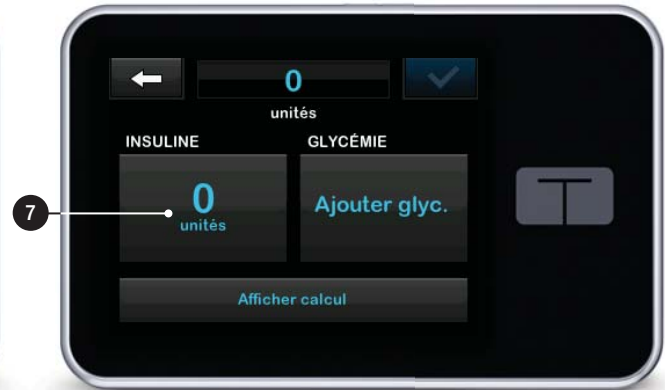 0
unités
INSULINE GLYCÉMIE
0
unités
Ajouter glyc.
7
Afficher calcul